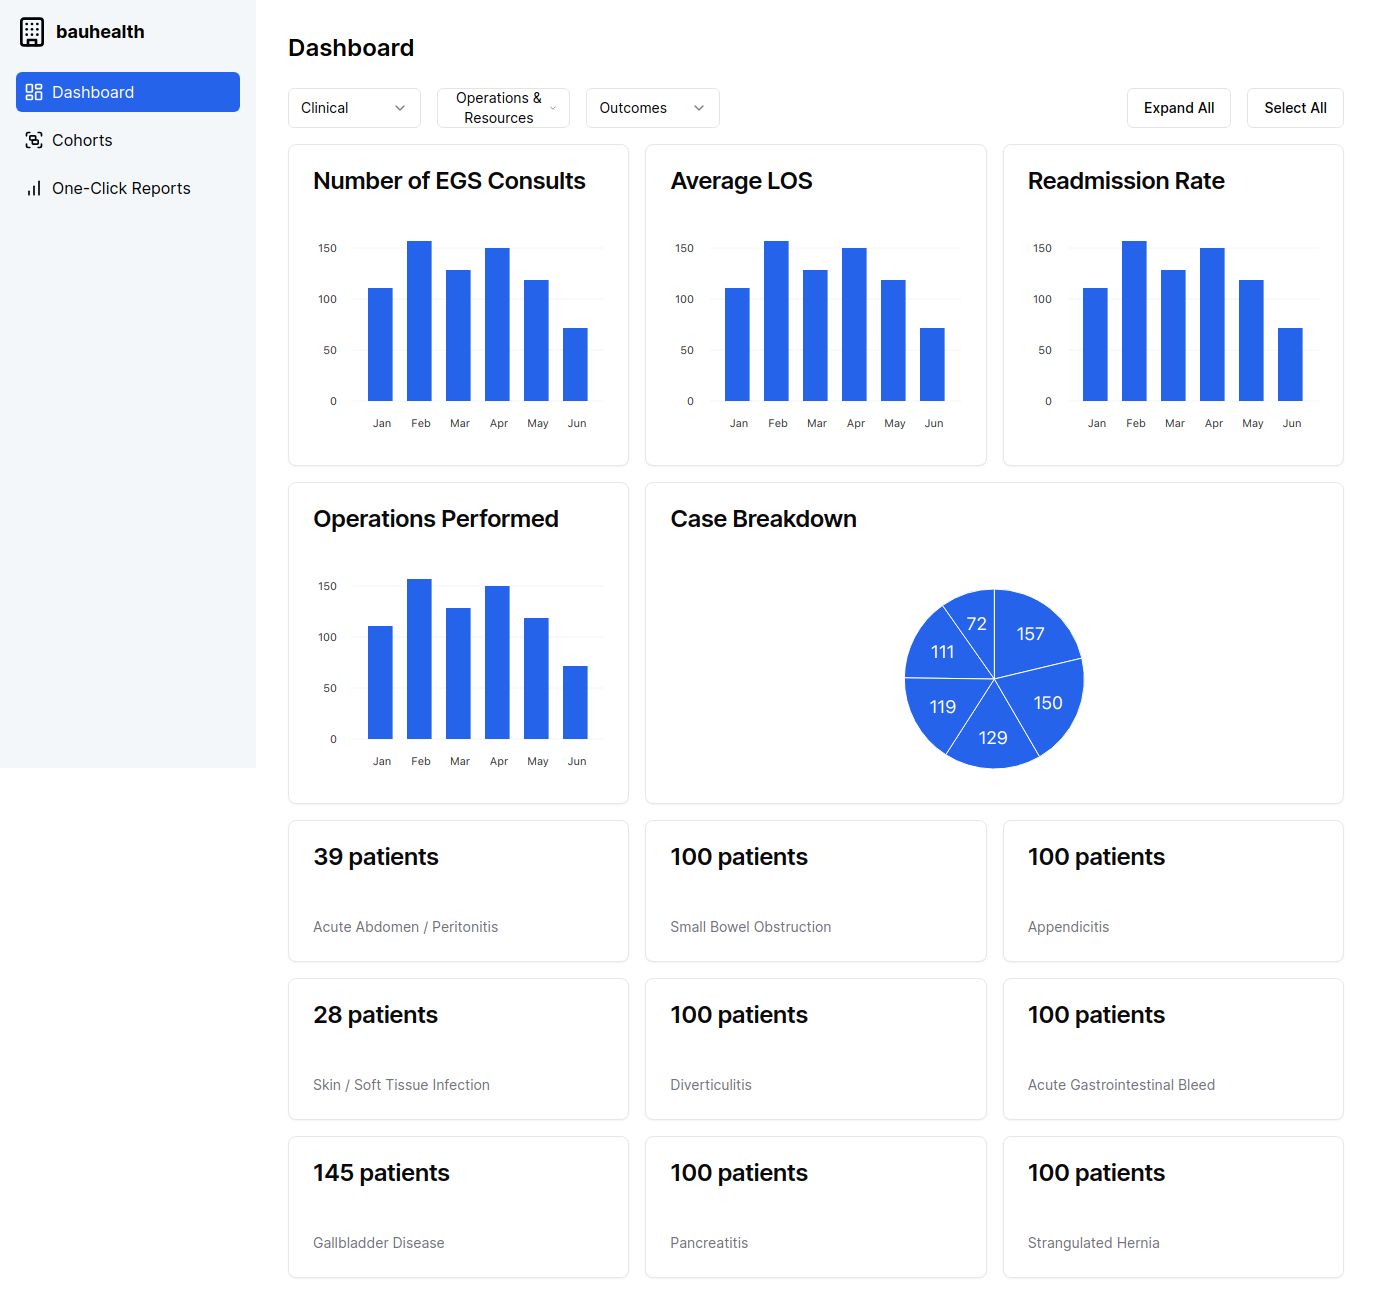 bauhealth
Dashboard
Cohorts
One-Click Reports
Dashboard
Clinical
Operations &
Resources
Outcomes
Expand All
Select All
Number of EGS Consults
150
100
50
0
Jan Feb Mar Apr May Jun
Average LOS
150
100
50
0
Jan Feb Mar Apr May Jun
Readmission Rate
150
100
50
0
Jan Feb Mar Apr May Jun
Operations Performed
150
100
50
0
Jan Feb Mar Apr May Jun
Case Breakdown
72
157
111
150
119
129
39 patients
Acute Abdomen / Peritonitis
100 patients
Small Bowel Obstruction
100 patients
Appendicitis
28 patients
Skin / Soft Tissue Infection
100 patients
Diverticulitis
100 patients
Acute Gastrointestinal Bleed
145 patients
Gallbladder Disease
100 patients
Pancreatitis
100 patients
Strangulated Hernia